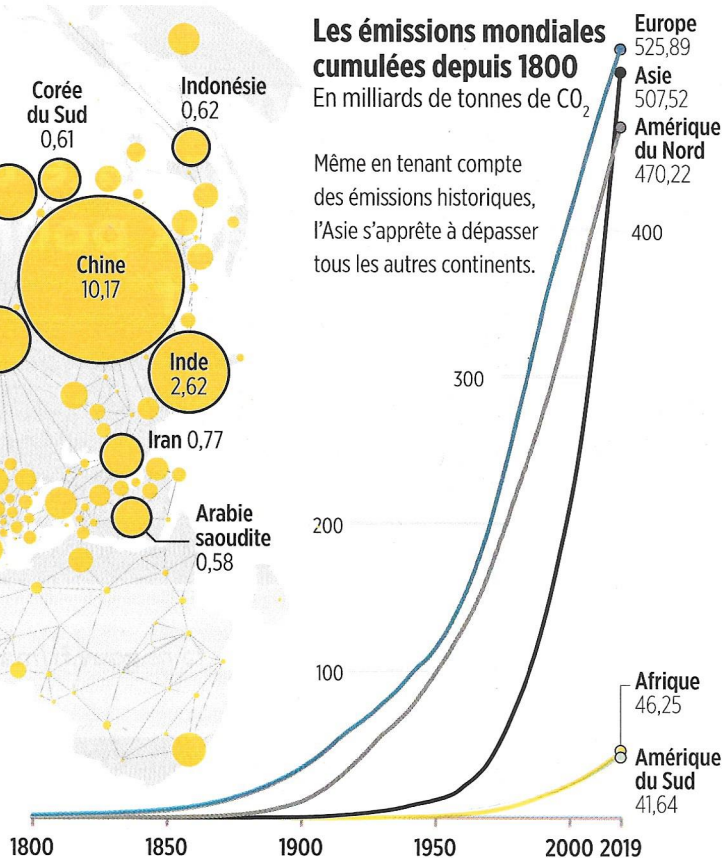 Les émissions mondiales
cumulées depuis 1800
En milliards de tonnes de CO2
Même en tenant compte
des émissions historiques,
l'Asie s'apprête à dépasser
tous les autres continents.
Europe
525,89
Asie
507,52
Amérique
du Nord
470,22
400
300
200
100
Afrique
46,25
Amérique
du Sud
41,64
1800
1850
1900
1950
2000
2019
Corée
du Sud
0,61
Indonésie
0,62
Chine
10,17
Inde
2,62
Iran 0,77
Arabie
saoudite
0,58